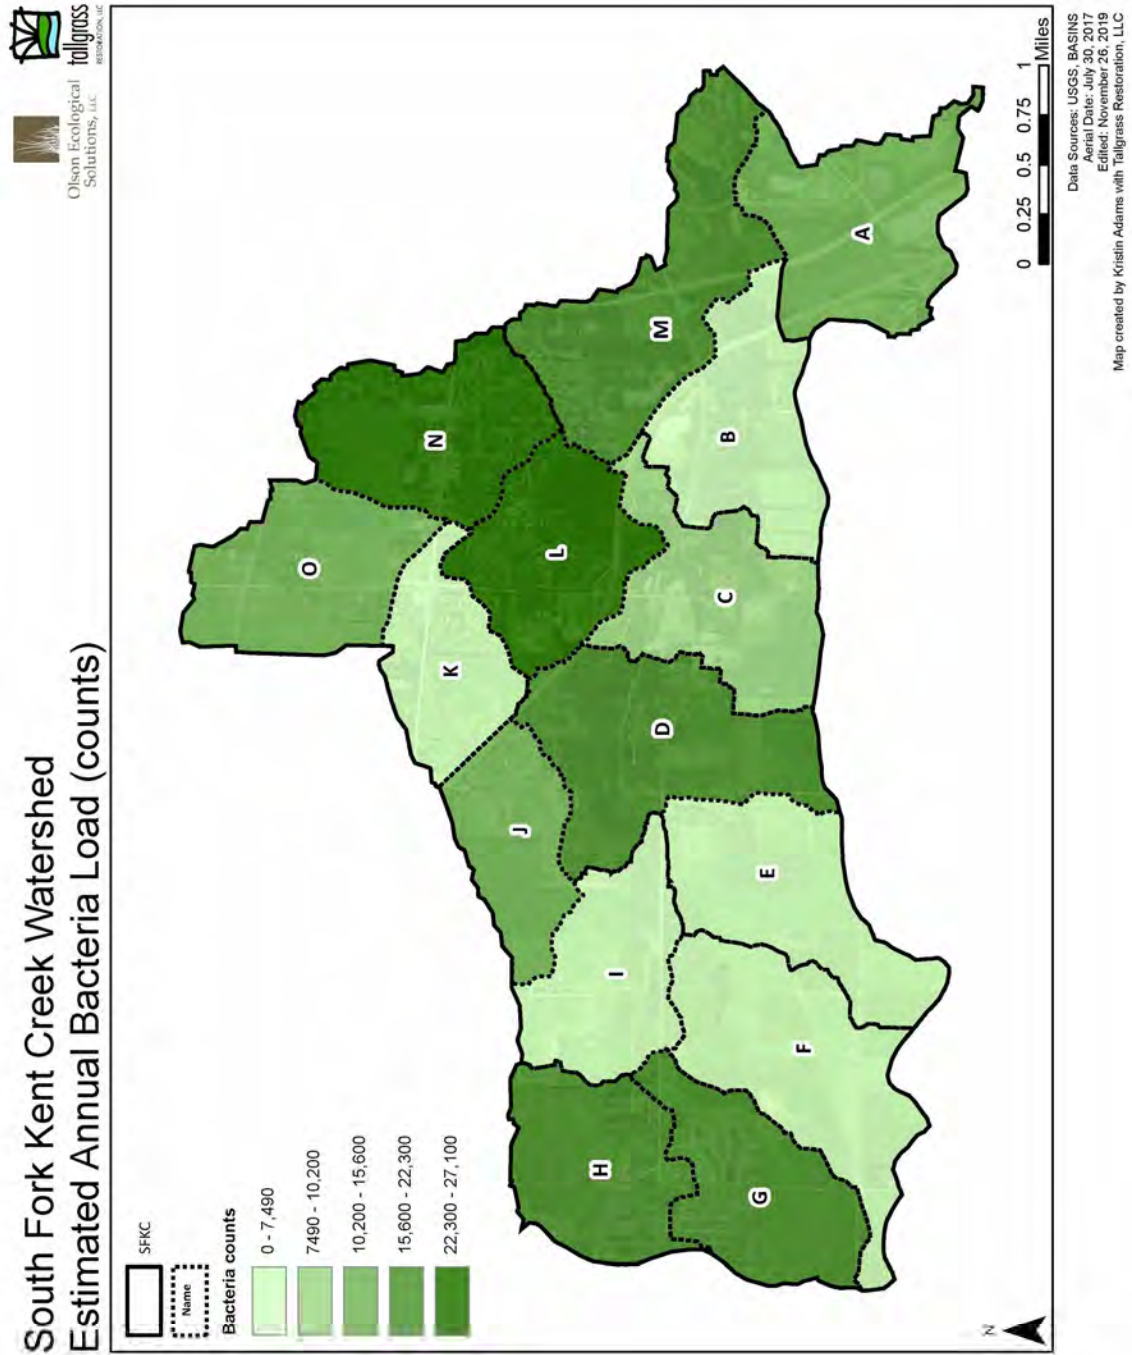 South Fork Kent Creek Watershed
Estimated Annual Bacteria Load (counts)
Olson Ecological
Solutions, LLC
tallgrass
RESTORATION, LLC
SFKC
Name
Bacteria counts
0 - 7,490
7490 - 10,200
10,200 - 15,600
15,600 - 22,300
22,300 - 27,100
H
G
I
F
J
E
K
D
O
L
C
N
B
M
A
N
0 0.25 0.5 0.75 1
Miles
Data Sources: USGS, BASINS
Aerial Date: July 30, 2017
Edited: November 26, 2019
Map created by Kristin Adams with Tallgrass Restoration, LLC